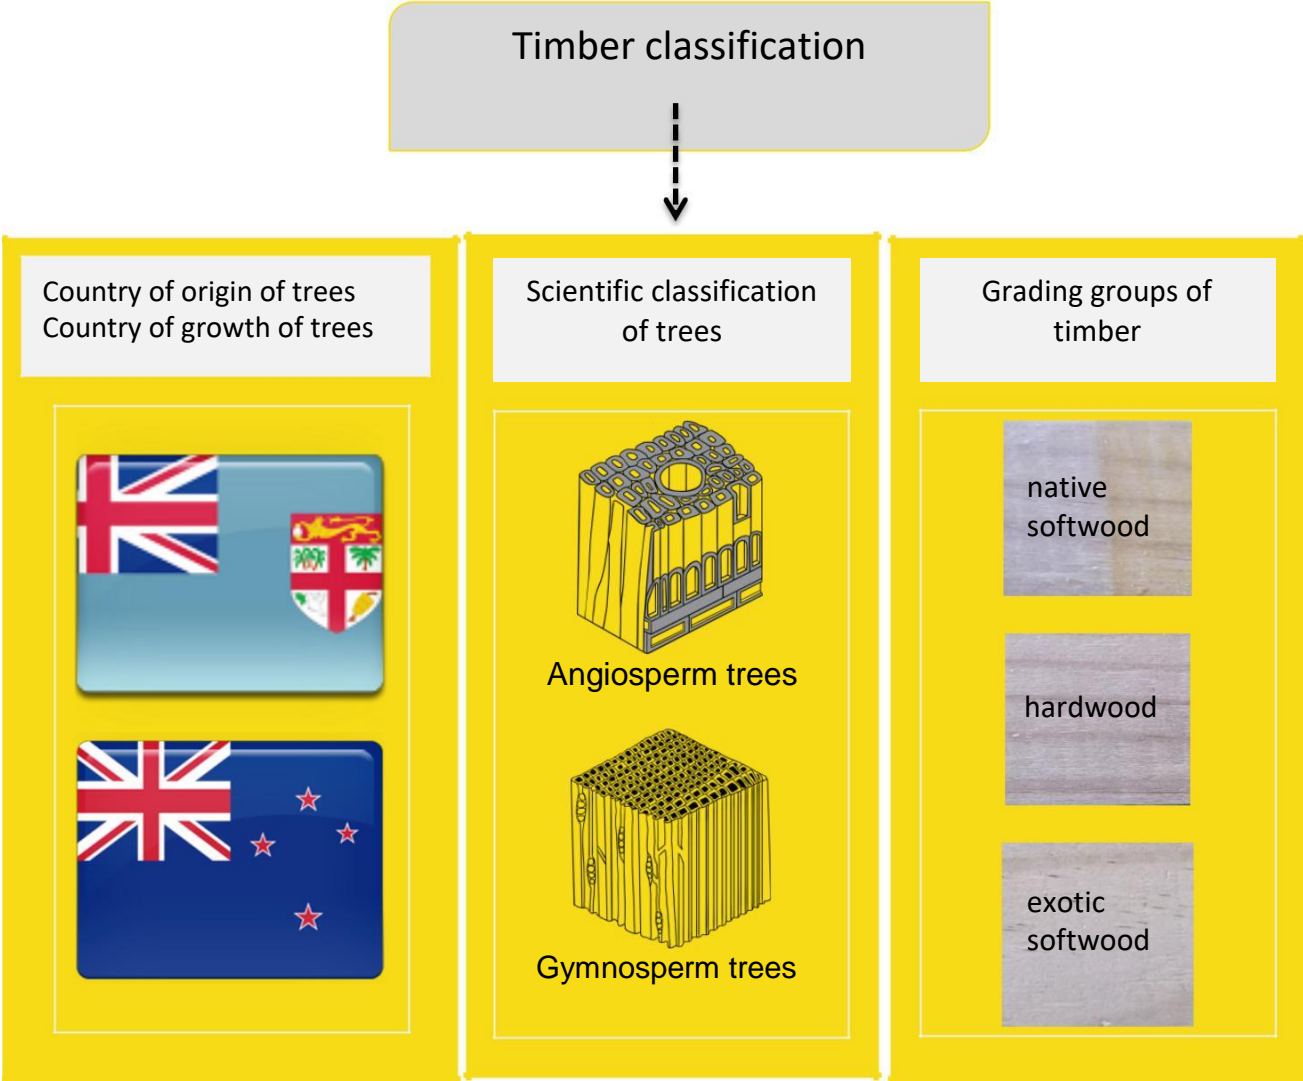 Timber classification
Country of origin of trees
Country of growth of trees
Scientific classification
of trees
Angiosperm trees
Gymnosperm trees
Grading groups of
timber
native
softwood
hardwood
exotic
softwood